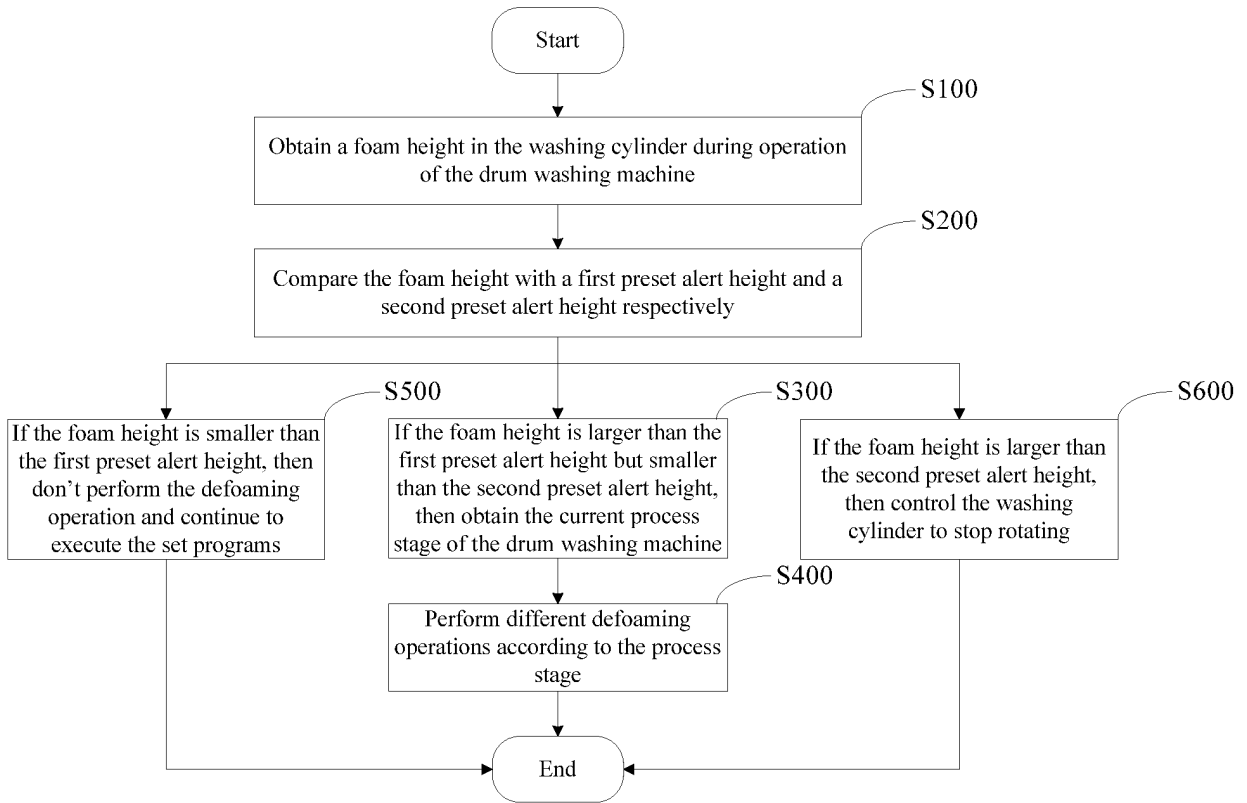 Start
S100
Obtain a foam height in the washing cylinder during operation
of the drum washing machine
S200
Compare the foam height with a first preset alert height and a
second preset alert height respectively
S500
If the foam height is smaller than
the first preset alert height, then
don't perform the defoaming
operation and continue to
execute the set programs
S300
If the foam height is larger than the
first preset alert height but smaller
than the second preset alert height,
then obtain the current process
stage of the drum washing machine
S600
If the foam height is larger than
the second preset alert height,
then control the washing
cylinder to stop rotating
S400
Perform different defoaming
operations according to the process
stage
End